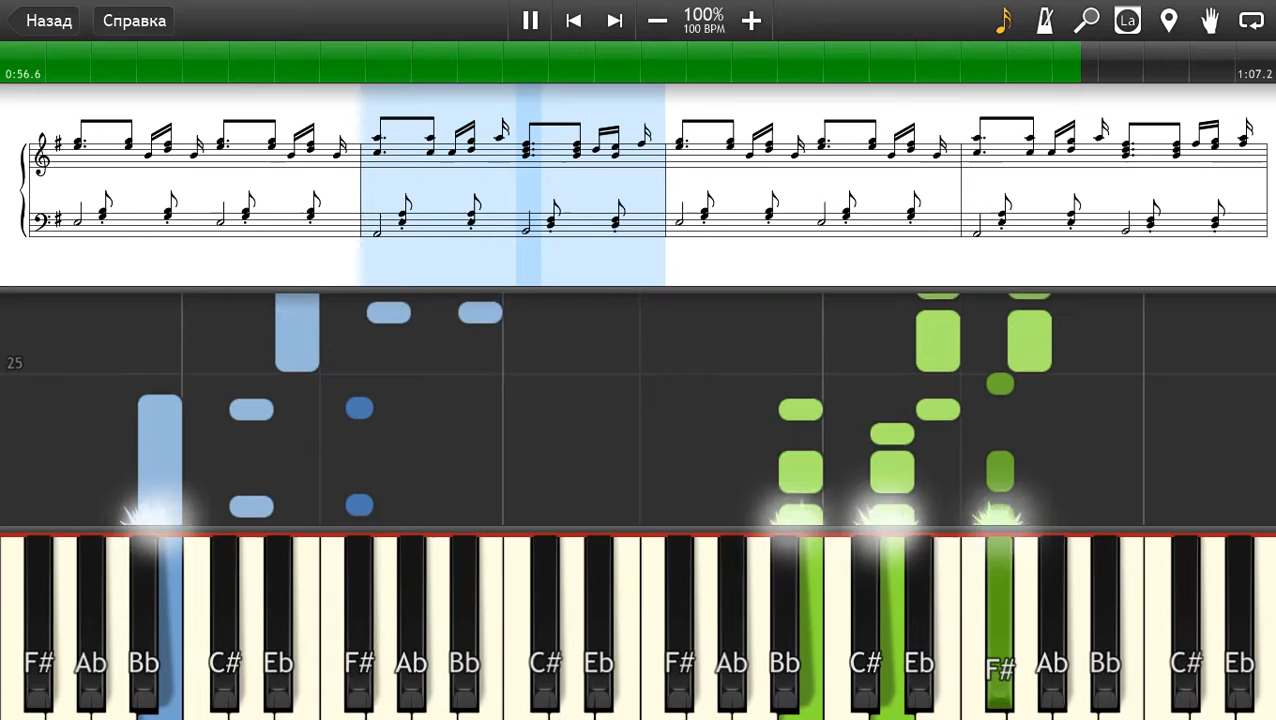 Назад Справка 100% La
100 BPM
0:56.6 1:07.2
25
F# Ab Bb C# Eb F# Ab Bb C# Eb F# Ab Bb C# Eb F# Ab Bb C# Eb